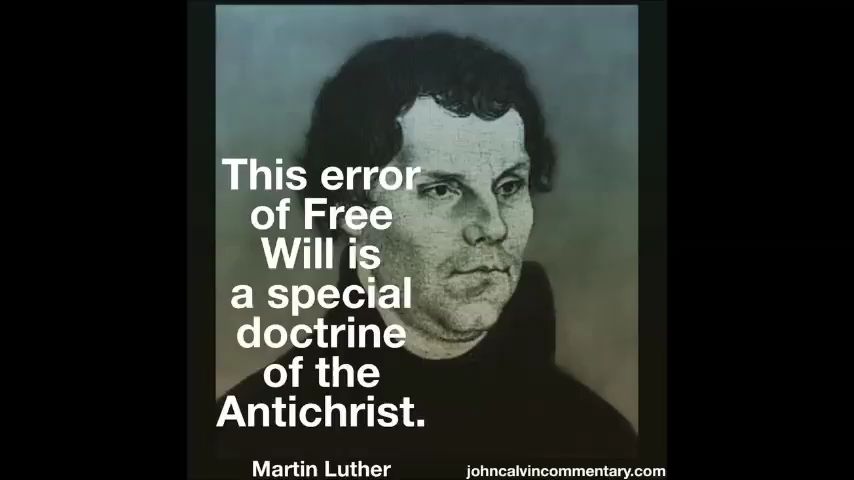 This error
of Free
Will is
a special
doctrine
of the
Antichrist.
Martin Luther
johncalvincommentary.com